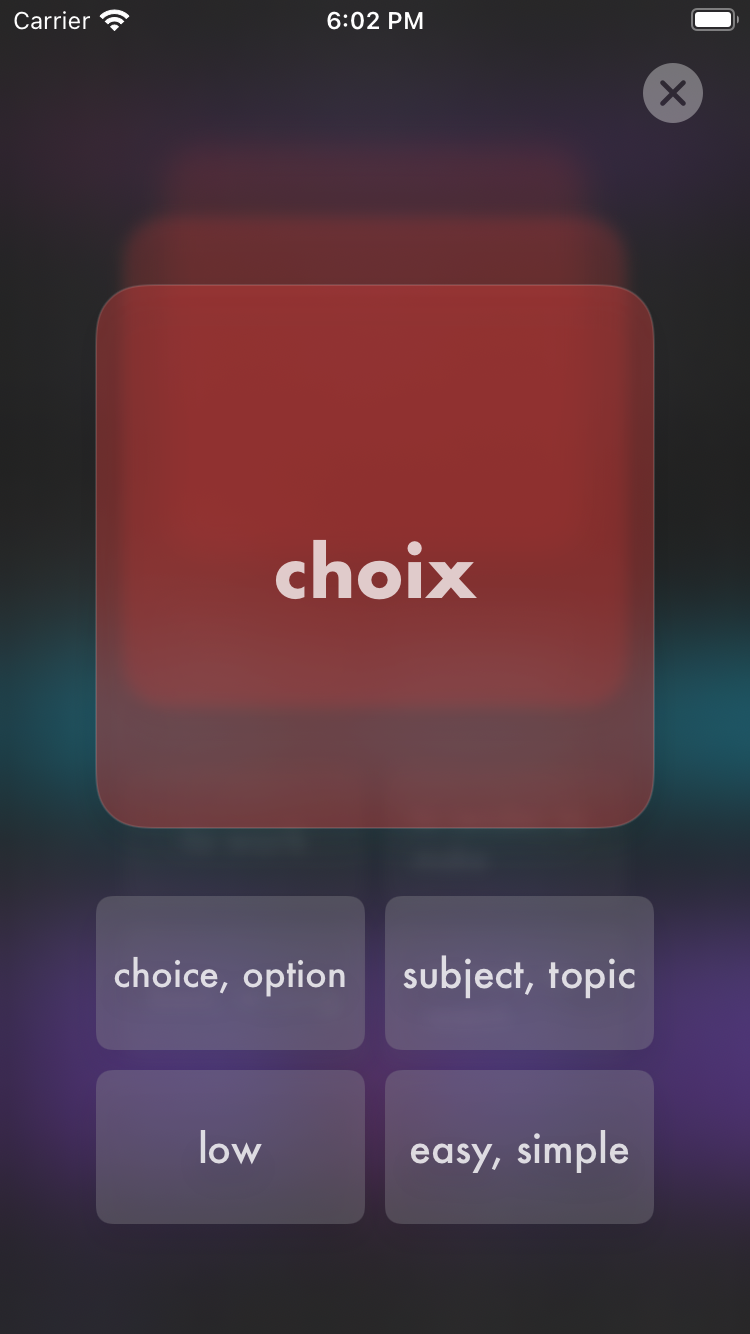 Carrier
6:02 PM
choix
choice, option
subject, topic
low
easy, simple